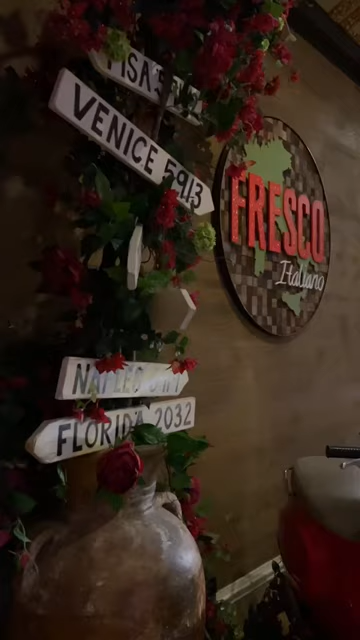 PISA
VENICE 5913
FRESCO
Italiano
NAPLES
FLORIDA 2032